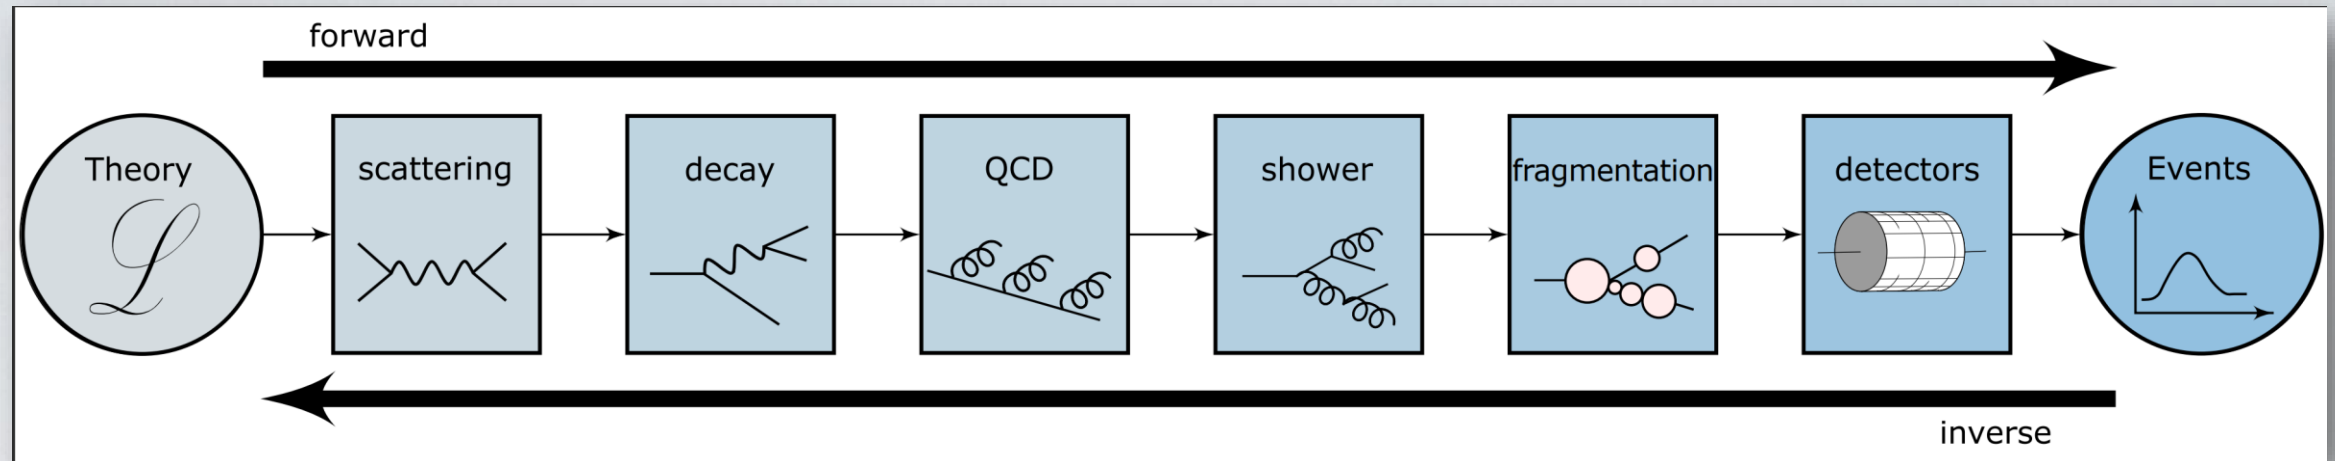 forward
Theory
ℒ
scattering
decay
QCD
shower
fragmentation
detectors
Events
inverse